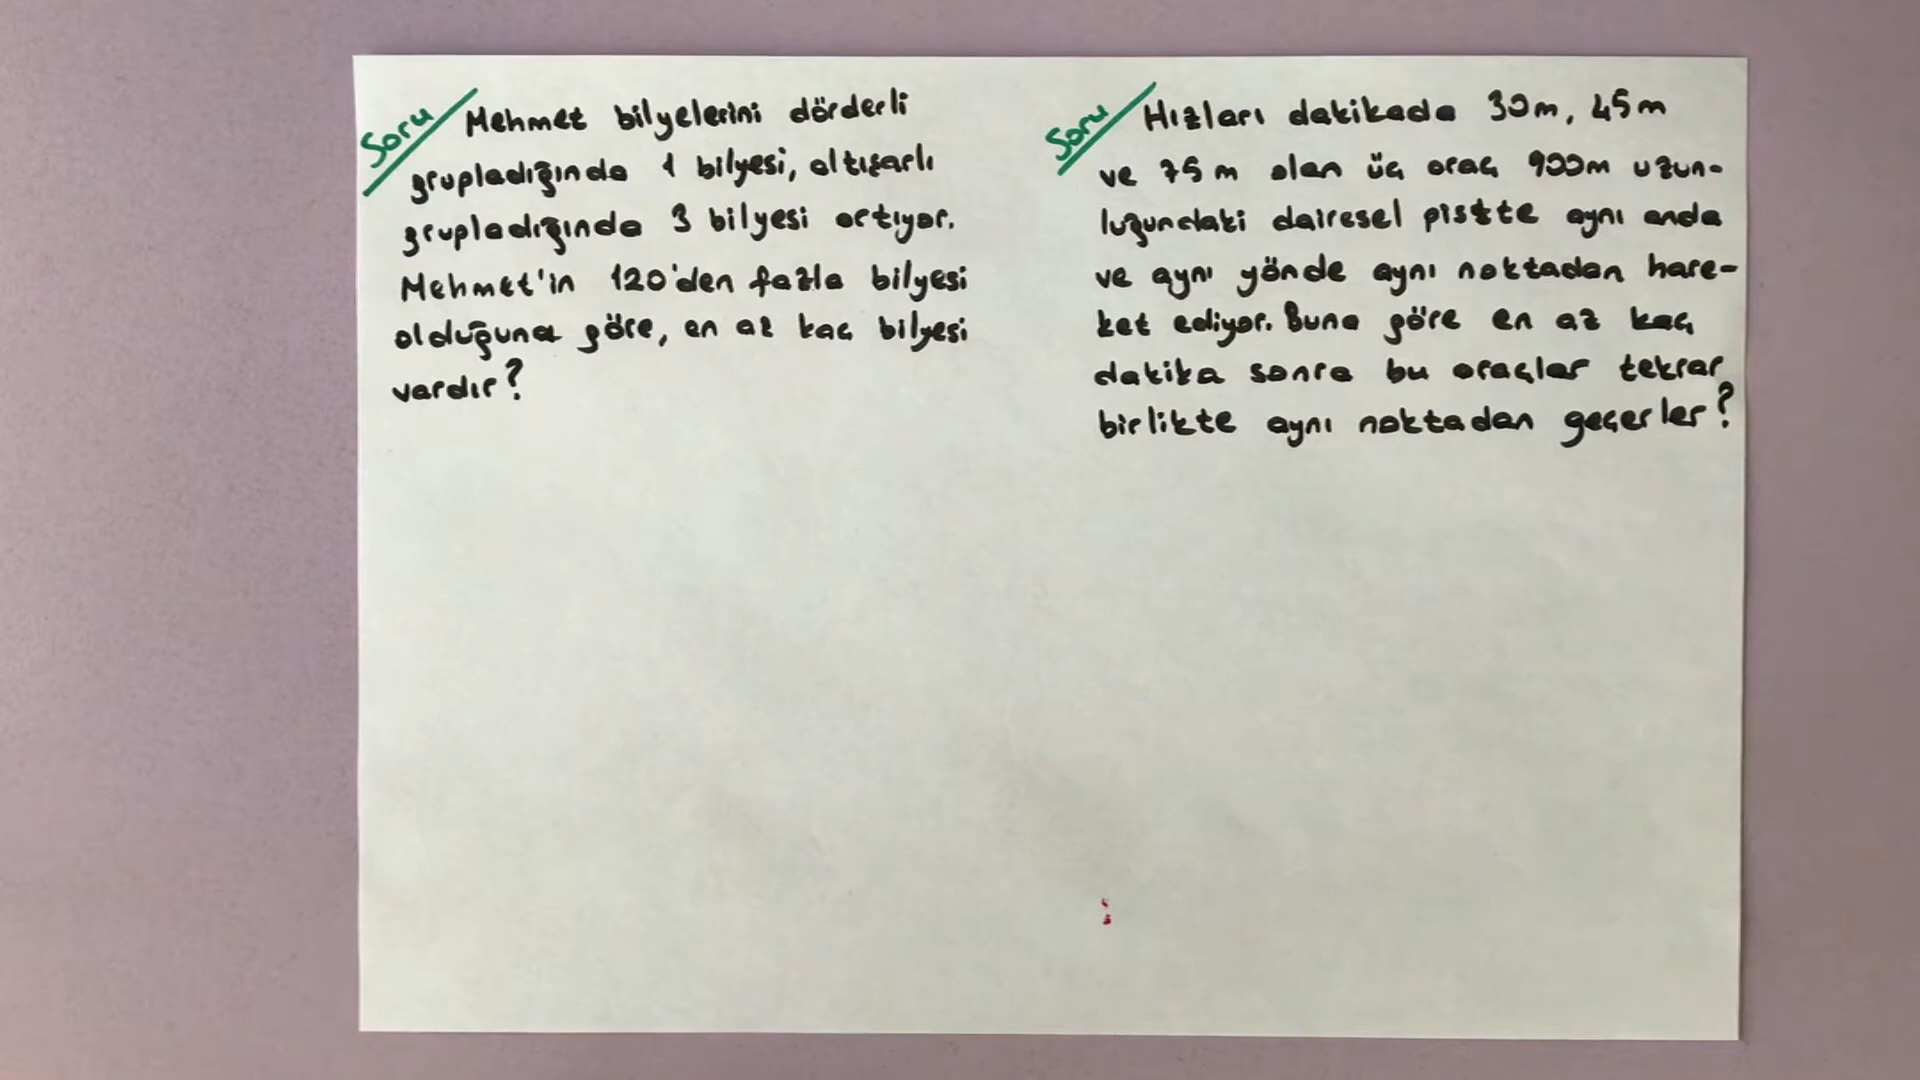 Soru Mehmet bilyelerini dörderli
grupladığında 1 bilyesi, altışarlı
grupladığında 3 bilyesi artıyor.
Mehmet'in 120'den fazla bilyesi
olduğuna göre, en az kaç bilyesi
vardır?
Soru Hızları dakikada 30m, 45m
ve 75m olan üç araç 900m uzun-
luğundaki dairesel pistte aynı anda
ve aynı yönde aynı noktadan hare-
ket ediyor. Buna göre en az kaç
dakika sonra bu araçlar tekrar
birlikte aynı noktadan geçerler?